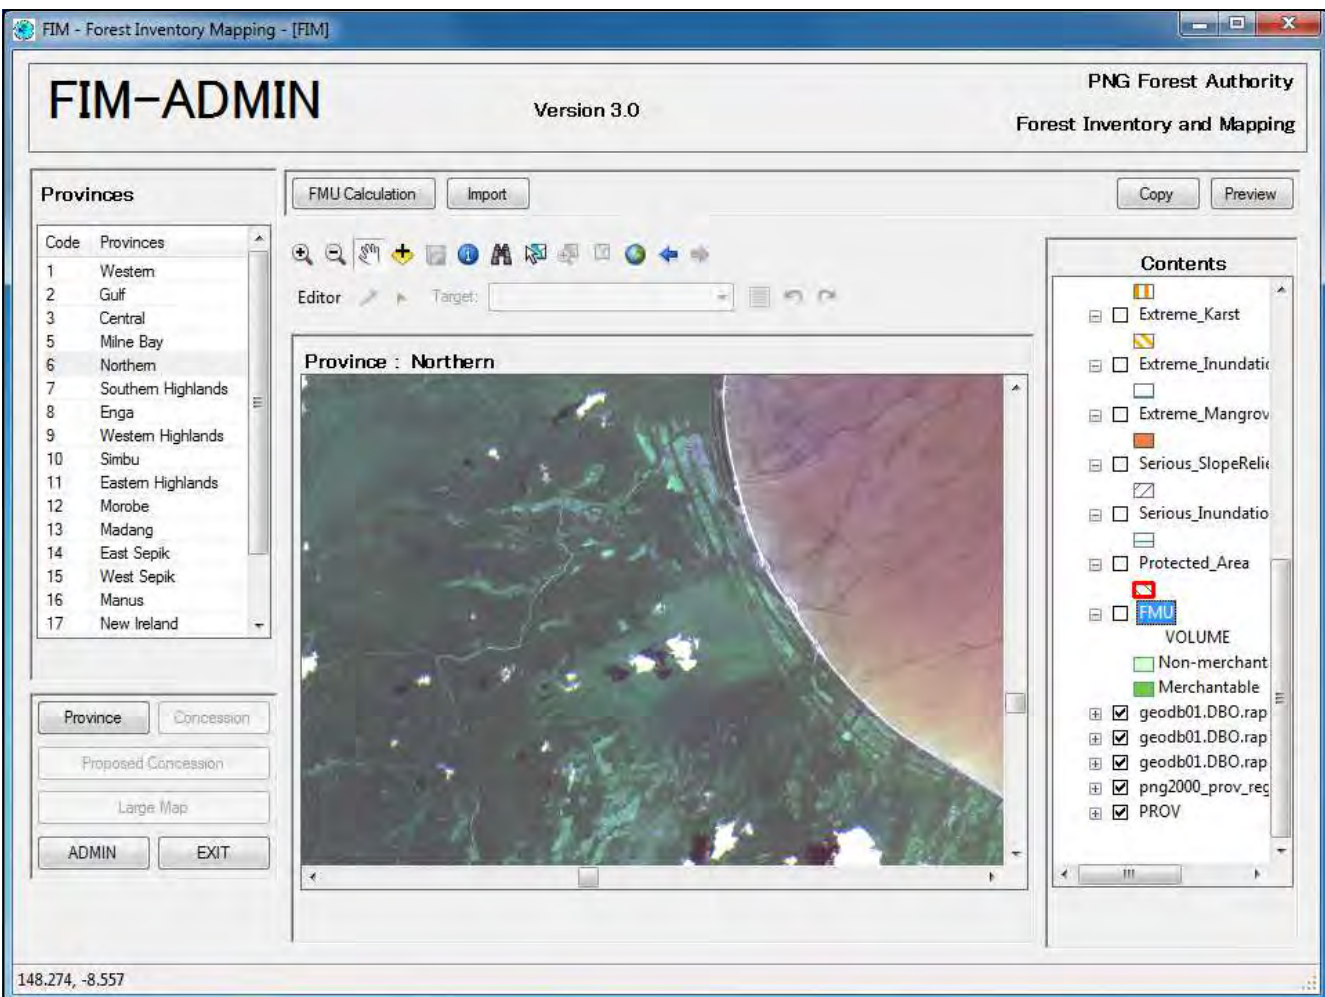 FIM - Forest Inventory Mapping - [FIM]
FIM-ADMIN
Version 3.0
PNG Forest Authority
Forest Inventory and Mapping
Provinces
Code Provinces
1 Western
2 Gulf
3 Central
5 Milne Bay
6 Northern
7 Southern Highlands
8 Enga
9 Western Highlands
10 Simbu
11 Eastern Highlands
12 Morobe
13 Madang
14 East Sepik
15 West Sepik
16 Manus
17 New Ireland
Province Concession
Proposed Concession
Large Map
ADMIN EXIT
FMU Calculation Import Copy Preview
Editor Target:
Province : Northern
Contents
Extreme_Karst
Extreme_Inundatio
Extreme_Mangrov
Serious_SlopeRelie
Serious_Inundatio
Protected_Area
FMU
VOLUME
Non-merchant
Merchantable
geodb01.DBO.rap
geodb01.DBO.rap
geodb01.DBO.rap
png2000_prov_reg
PROV
148.274, -8.557